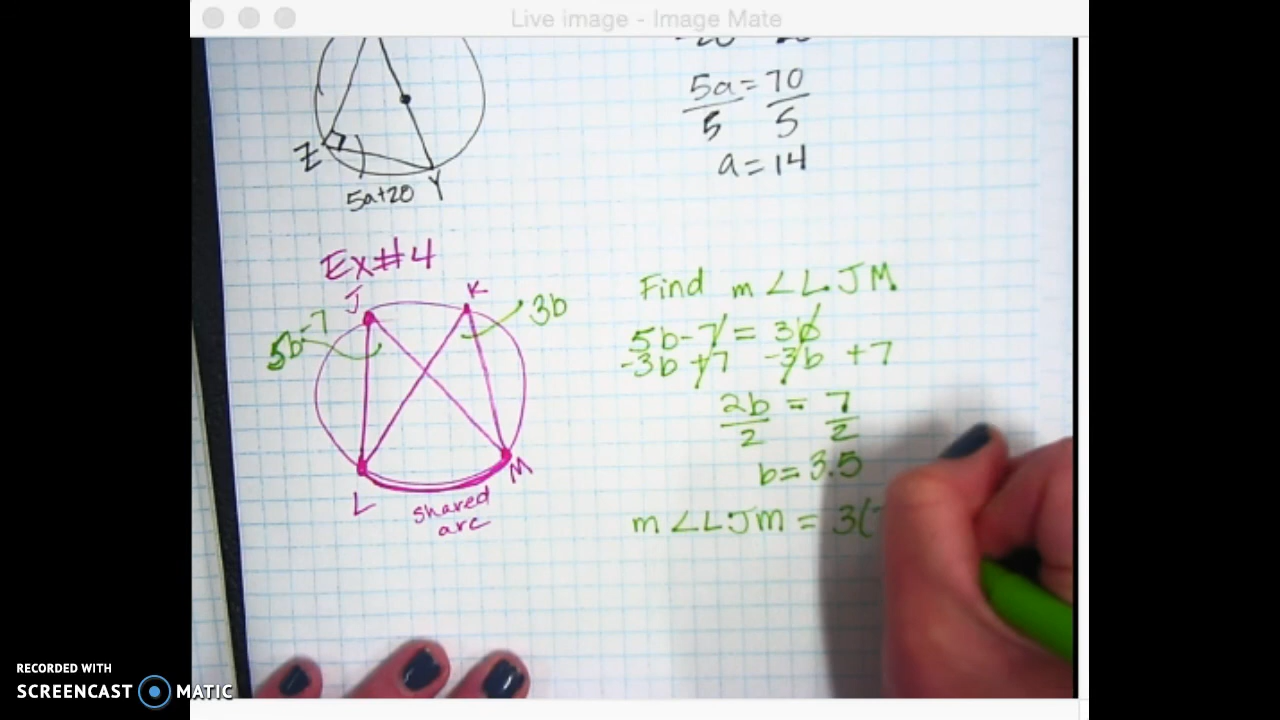 Live image - Image Mate
5a = 70
5 5
a = 14
Z
Y
5a+20
Ex#4
J
K
3b
5b-7
L
M
shared
arc
Find m∠LJM
5b-7 = 3b
-3b +7 -3b +7
2b = 7
2 2
b = 3.5
m∠LJM = 3(
RECORDED WITH
SCREENCAST MATIC